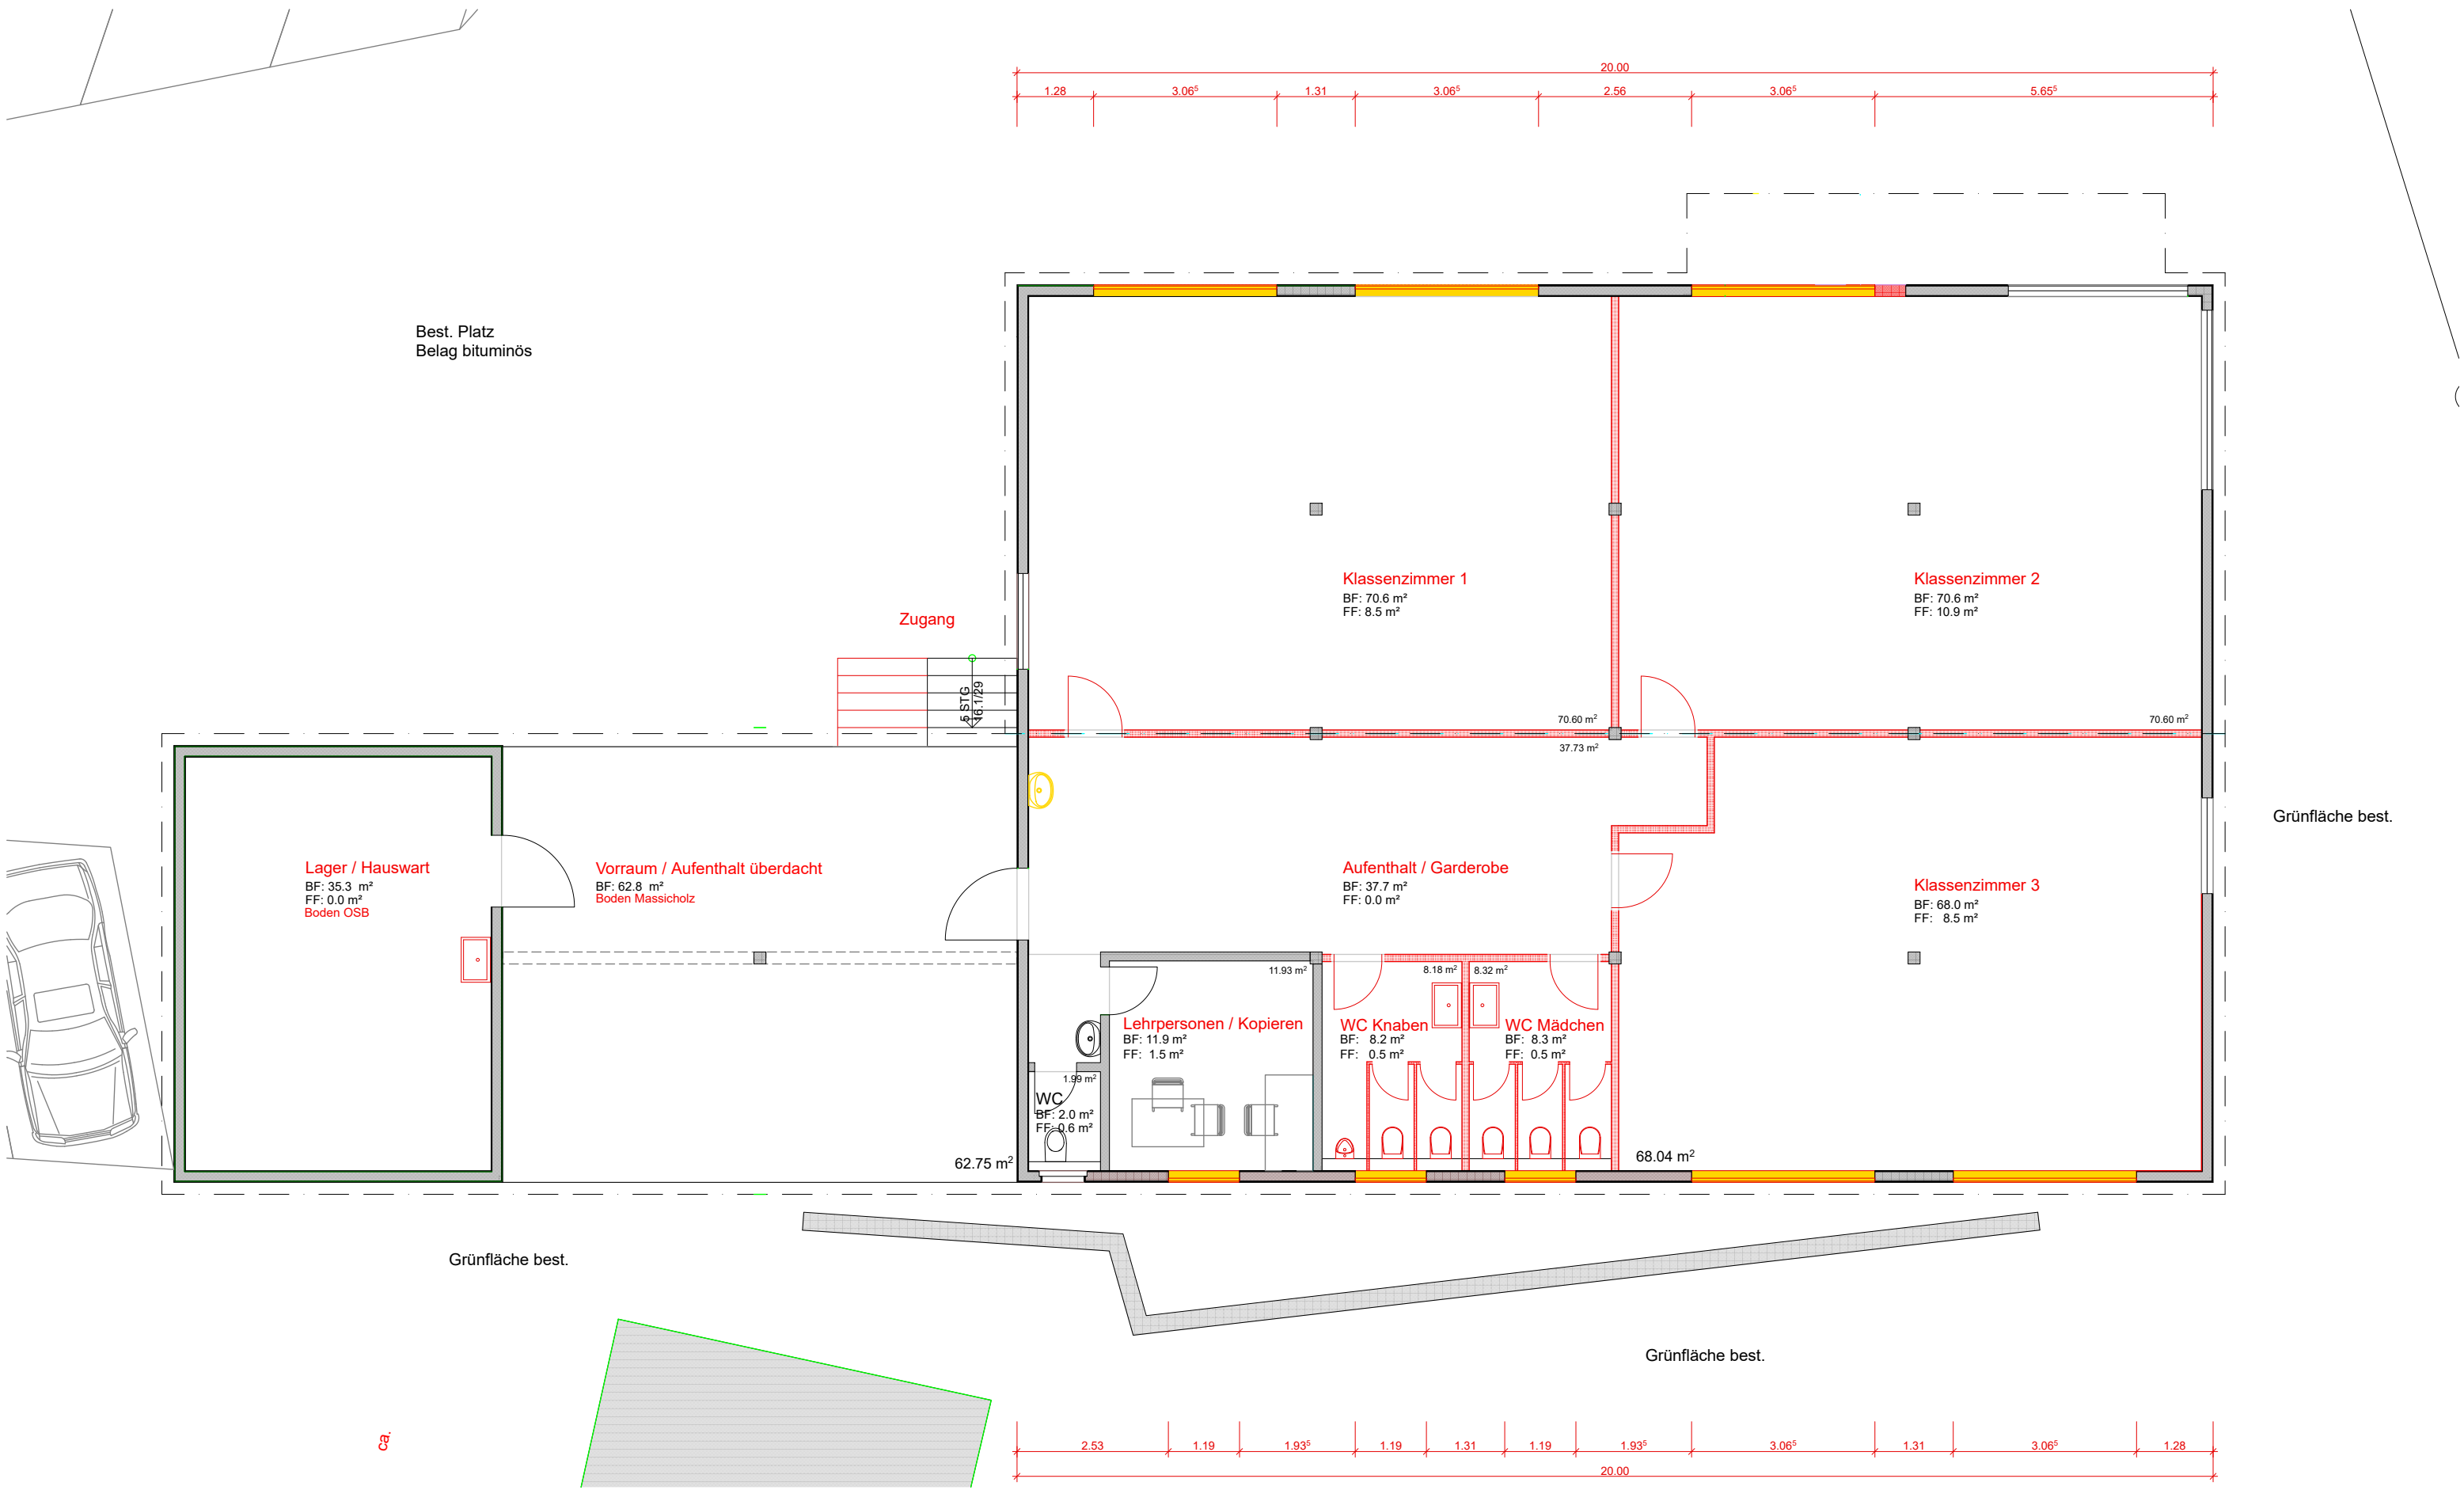 20.00
1.28 3.06⁵ 1.31 3.06⁵ 2.56 3.06⁵ 5.65⁵
Best. Platz
Belag bituminös
Klassenzimmer 1
BF: 70.6 m²
FF: 8.5 m²
Klassenzimmer 2
BF: 70.6 m²
FF: 10.9 m²
Zugang
5 STG
16.1/29
70.60 m²
70.60 m²
37.73 m²
Grünfläche best.
Lager / Hauswart
BF: 35.3 m²
FF: 0.0 m²
Boden OSB
Vorraum / Aufenthalt überdacht
BF: 62.8 m²
Boden Massicholz
Aufenthalt / Garderobe
BF: 37.7 m²
FF: 0.0 m²
Klassenzimmer 3
BF: 68.0 m²
FF: 8.5 m²
11.93 m²
8.18 m²
8.32 m²
Lehrpersonen / Kopieren
BF: 11.9 m²
FF: 1.5 m²
WC Knaben
BF: 8.2 m²
FF: 0.5 m²
WC Mädchen
BF: 8.3 m²
FF: 0.5 m²
1.99 m²
WC
BF: 2.0 m²
FF: 0.6 m²
62.75 m²
68.04 m²
Grünfläche best.
Grünfläche best.
ca.
2.53 1.19 1.93⁵ 1.19 1.31 1.19 1.93⁵ 3.06⁵ 1.31 3.06⁵ 1.28
20.00